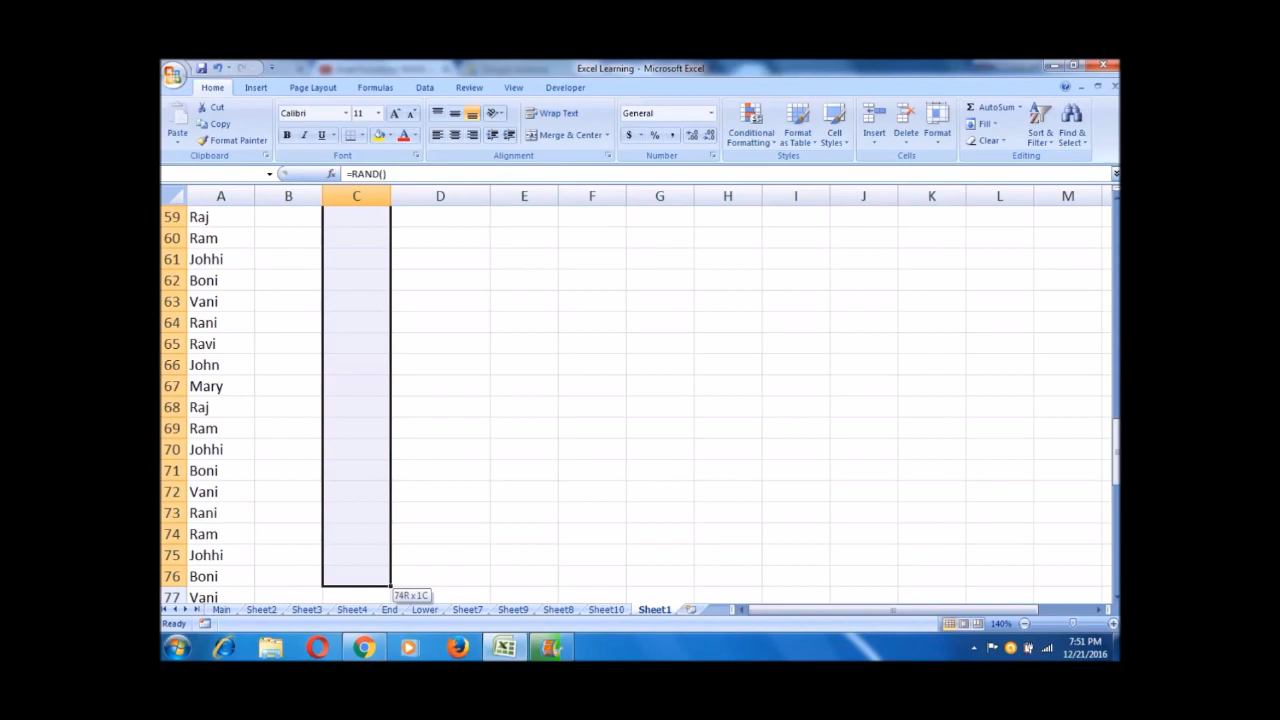 Excel Learning - Microsoft Excel
Home Insert Page Layout Formulas Data Review View Developer
Paste
Cut
Copy
Format Painter
Clipboard
Calibri 11
B I U
Font
Wrap Text
Merge & Center
Alignment
General
$ % ,
Number
Conditional Formatting
Format as Table
Cell Styles
Styles
Insert
Delete
Format
Cells
Σ AutoSum
Fill
Clear
Sort & Filter
Find & Select
Editing
fx =RAND()
A B C D E F G H I J K L M
59 Raj
60 Ram
61 Johhi
62 Boni
63 Vani
64 Rani
65 Ravi
66 John
67 Mary
68 Raj
69 Ram
70 Johhi
71 Boni
72 Vani
73 Rani
74 Ram
75 Johhi
76 Boni
77 Vani
74R x 1C
Main Sheet2 Sheet3 Sheet4 End Lower Sheet7 Sheet9 Sheet8 Sheet10 Sheet1
Ready
140%
7:51 PM
12/21/2016